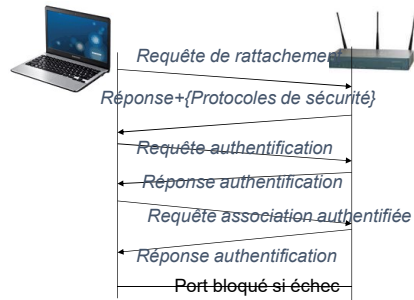 Requête de rattachement
Réponse+{Protocoles de sécurité}
Requête authentification
Réponse authentification
Requête association authentifiée
Réponse authentification
Port bloqué si échec